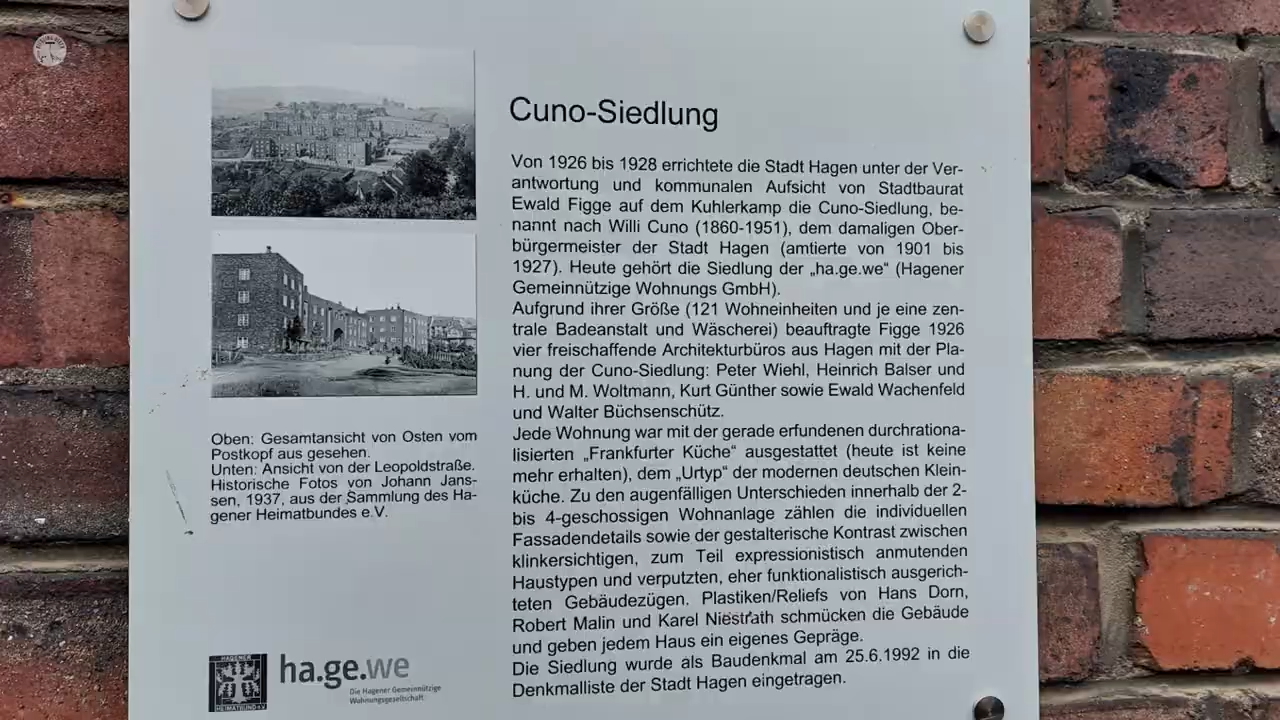 Cuno-Siedlung
Von 1926 bis 1928 errichtete die Stadt Hagen unter der Ver-
antwortung und kommunalen Aufsicht von Stadtbaurat
Ewald Figge auf dem Kuhlerkamp die Cuno-Siedlung, be-
nannt nach Willi Cuno (1860-1951), dem damaligen Ober-
bürgermeister der Stadt Hagen (amtierte von 1901 bis
1927). Heute gehört die Siedlung der „ha.ge.we“ (Hagener
Gemeinnützige Wohnungs GmbH).
Aufgrund ihrer Größe (121 Wohneinheiten und je eine zen-
trale Badeanstalt und Wäscherei) beauftragte Figge 1926
vier freischaffende Architekturbüros aus Hagen mit der Pla-
nung der Cuno-Siedlung: Peter Wiehl, Heinrich Balser und
H. und M. Woltmann, Kurt Günther sowie Ewald Wachenfeld
und Walter Büchsenschütz.
Jede Wohnung war mit der gerade erfundenen durchrationa-
lisierten „Frankfurter Küche“ ausgestattet (heute ist keine
mehr erhalten), dem „Urtyp“ der modernen deutschen Klein-
küche. Zu den augenfälligen Unterschieden innerhalb der 2-
bis 4-geschossigen Wohnanlage zählen die individuellen
Fassadendetails sowie der gestalterische Kontrast zwischen
klinkersichtigen, zum Teil expressionistisch anmutenden
Haustypen und verputzten, eher funktionalistisch ausgerich-
teten Gebäudezügen. Plastiken/Reliefs von Hans Dorn,
Robert Malin und Karel Niestrath schmücken die Gebäude
und geben jedem Haus ein eigenes Gepräge.
Die Siedlung wurde als Baudenkmal am 25.6.1992 in die
Denkmalliste der Stadt Hagen eingetragen.
Oben: Gesamtansicht von Osten vom
Postkopf aus gesehen.
Unten: Ansicht von der Leopoldstraße.
Historische Fotos von Johann Jans-
sen, 1937, aus der Sammlung des Ha-
gener Heimatbundes e.V.
HAGENER
HEIMATBUND e.V.
ha.ge.we
Die Hagener Gemeinnützige
Wohnungsgesellschaft